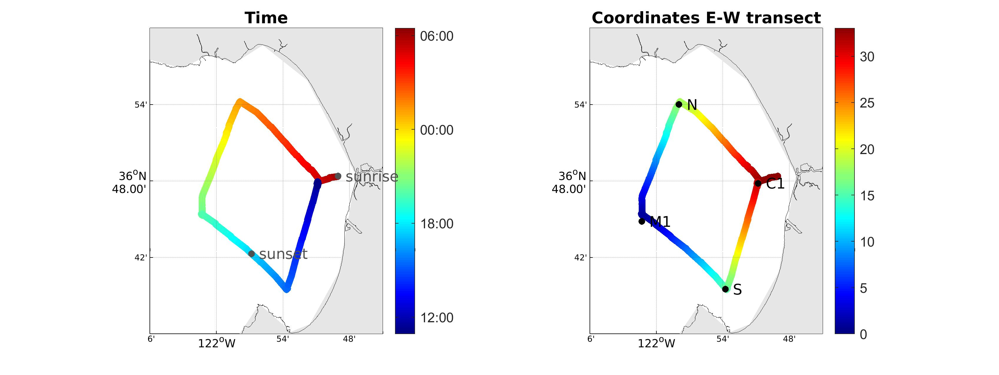 Time
54'
36°N
48.00'
42'
6'
122°W
54'
48'
sunrise
sunset
06:00
00:00
18:00
12:00
Coordinates E-W transect
54'
36°N
48.00'
42'
6'
122°W
54'
48'
N
C1
M1
S
30
25
20
15
10
5
0